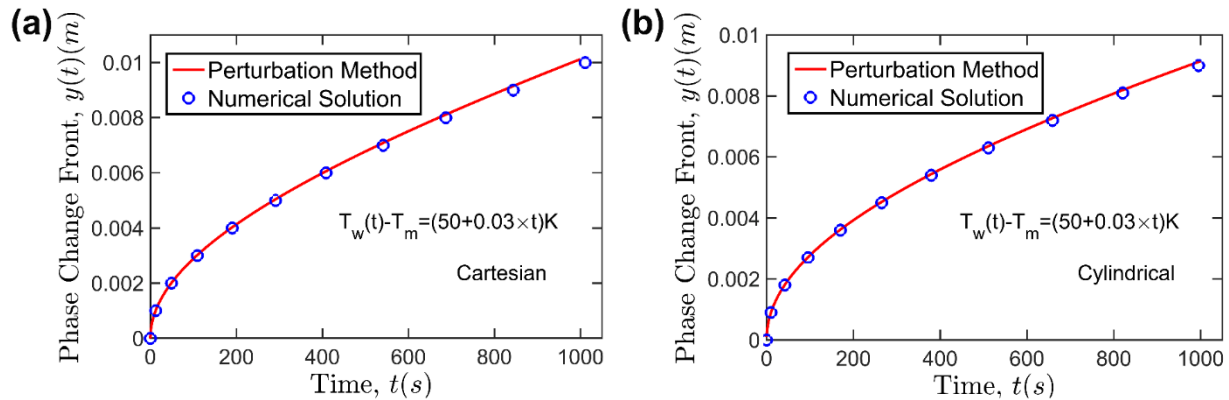 (a)
Phase Change Front, y(t)(m)
0.01
0.008
0.006
0.004
0.002
0
Perturbation Method
Numerical Solution
T_w(t)-T_m=(50+0.03×t)K
Cartesian
0 200 400 600 800 1000
Time, t(s)
(b)
Phase Change Front, y(t)(m)
0.01
0.008
0.006
0.004
0.002
0
Perturbation Method
Numerical Solution
T_w(t)-T_m=(50+0.03×t)K
Cylindrical
0 200 400 600 800 1000
Time, t(s)